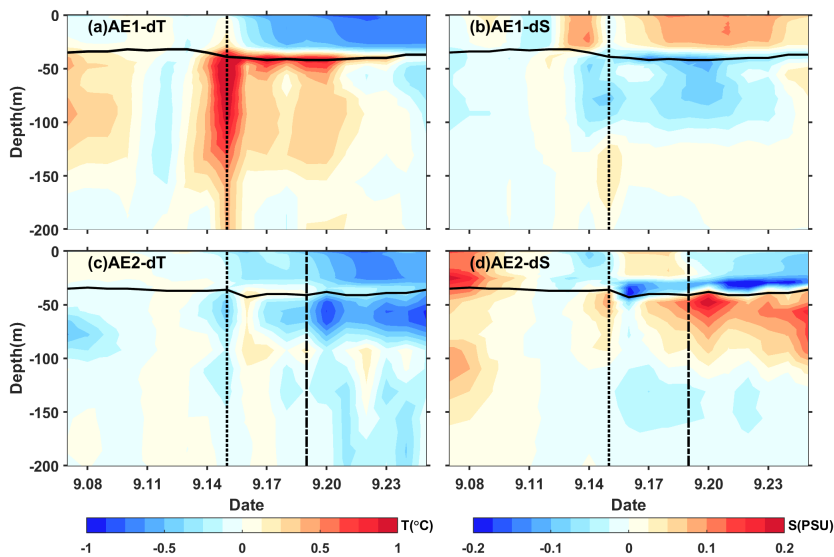 (a)AE1-dT
(b)AE1-dS
0
-50
-100
-150
-200
Depth(m)
(c)AE2-dT
(d)AE2-dS
0
-50
-100
-150
-200
Depth(m)
9.08 9.11 9.14 9.17 9.20 9.23
9.08 9.11 9.14 9.17 9.20 9.23
Date
Date
T(°C)
-1 -0.5 0 0.5 1
S(PSU)
-0.2 -0.1 0 0.1 0.2